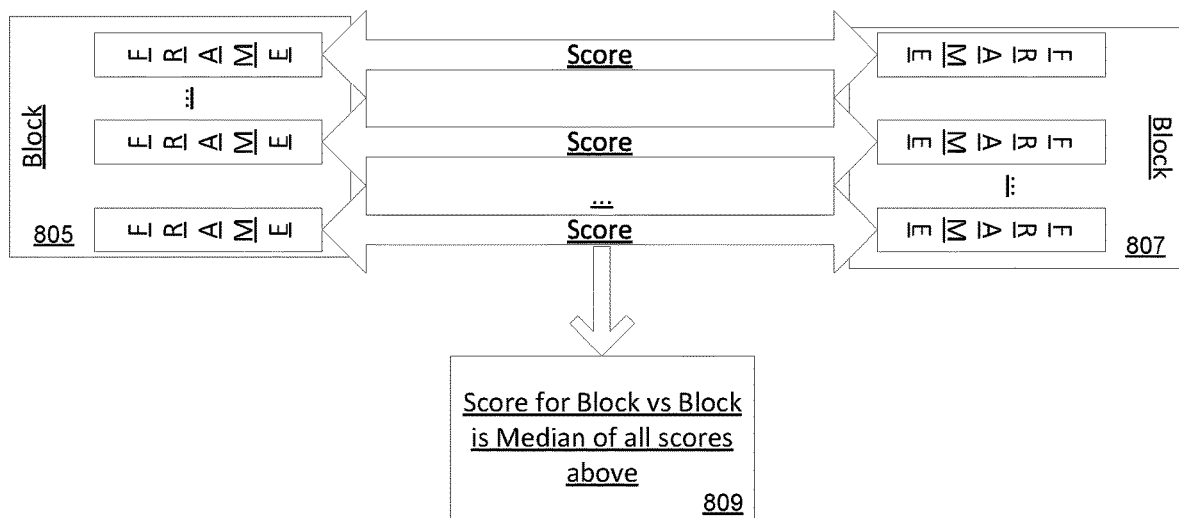 FRAME
Score
FRAME
...
Block
FRAME
Score
FRAME
Block
...
...
FRAME
Score
FRAME
805
807
Score for Block vs Block
is Median of all scores
above
809